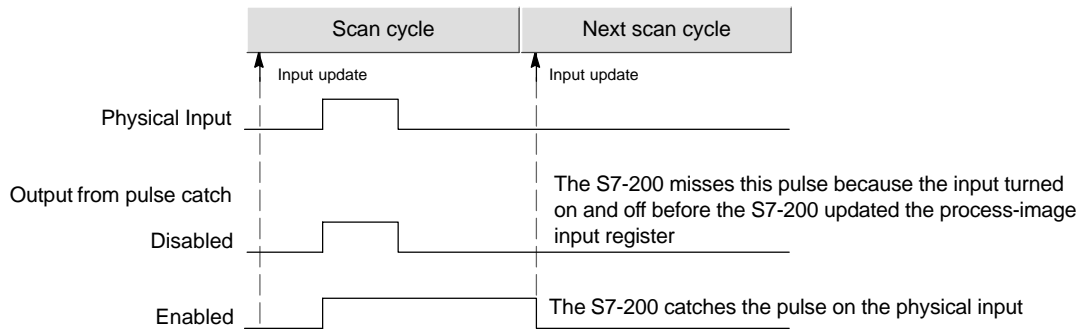 Scan cycle
Next scan cycle
Input update
Input update
Physical Input
Output from pulse catch
The S7-200 misses this pulse because the input turned
on and off before the S7-200 updated the process-image
input register
Disabled
The S7-200 catches the pulse on the physical input
Enabled